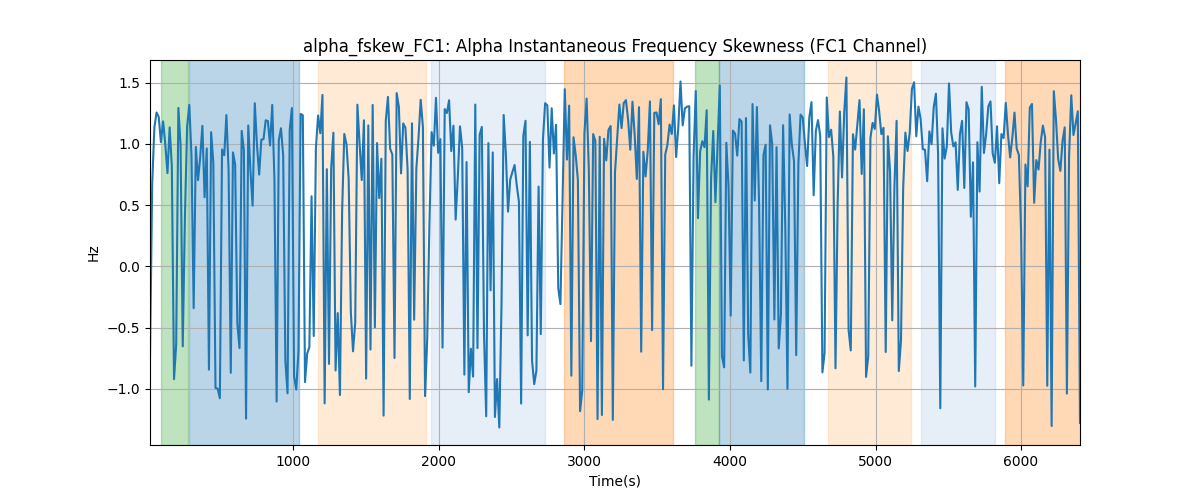 alpha_fskew_FC1: Alpha Instantaneous Frequency Skewness (FC1 Channel)
1.5
1.0
0.5
0.0
−0.5
−1.0
Hz
1000 2000 3000 4000 5000 6000
Time(s)